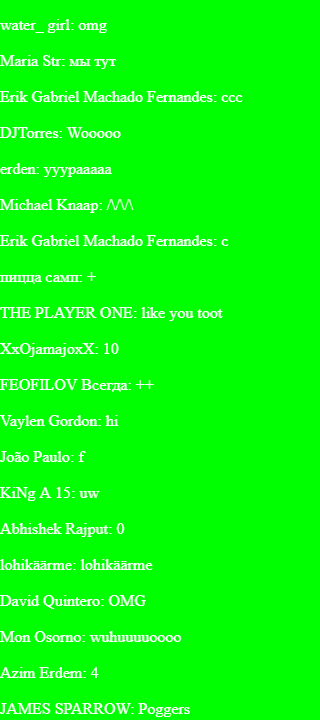 water_ girl: omg
Maria Str: мы тут
Erik Gabriel Machado Fernandes: ccc
DJTorres: Wooooo
erden: yyypaaaaa
Michael Knaap: /\/\/\
Erik Gabriel Machado Fernandes: c
пицца самп: +
THE PLAYER ONE: like you toot
XxOjamajoxX: 10
FEOFILOV Всегда: ++
Vaylen Gordon: hi
João Paulo: f
KiNg A 15: uw
Abhishek Rajput: 0
lohikäärme: lohikäärme
David Quintero: OMG
Mon Osorno: wuhuuuuoooo
Azim Erdem: 4
JAMES SPARROW: Poggers